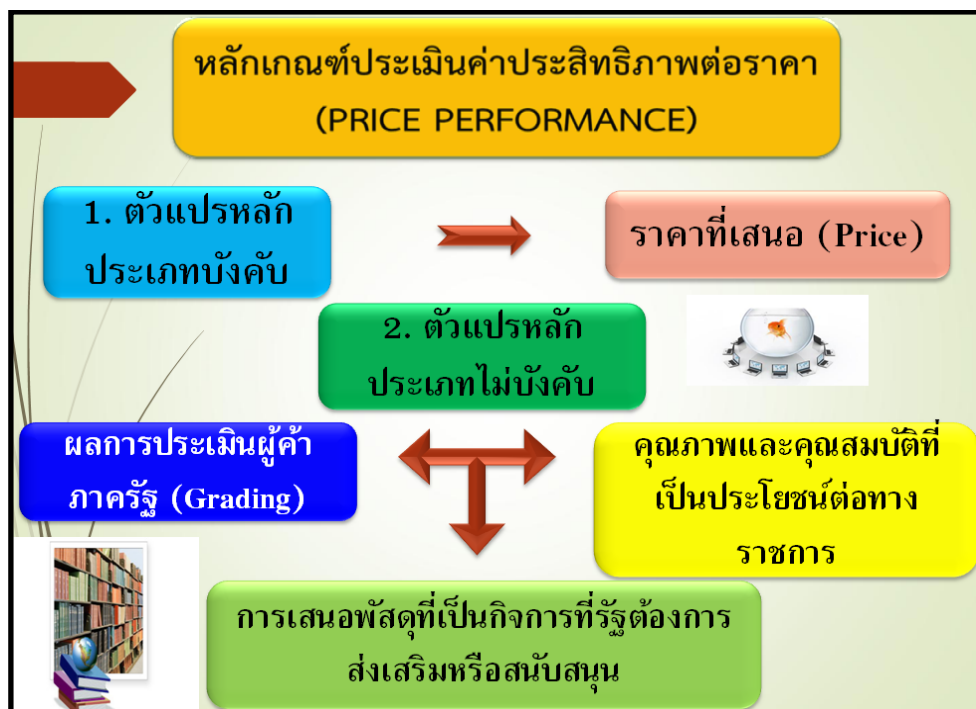 หลักเกณฑ์ประเมินค่าประสิทธิภาพต่อราคา
(PRICE PERFORMANCE)
1. ตัวแปรหลัก
ประเภทบังคับ
ราคาที่เสนอ (Price)
2. ตัวแปรหลัก
ประเภทไม่บังคับ
ผลการประเมินผู้ค้า
ภาครัฐ (Grading)
คุณภาพและคุณสมบัติที่
เป็นประโยชน์ต่อทาง
ราชการ
การเสนอพัสดุที่เป็นกิจการที่รัฐต้องการ
ส่งเสริมหรือสนับสนุน